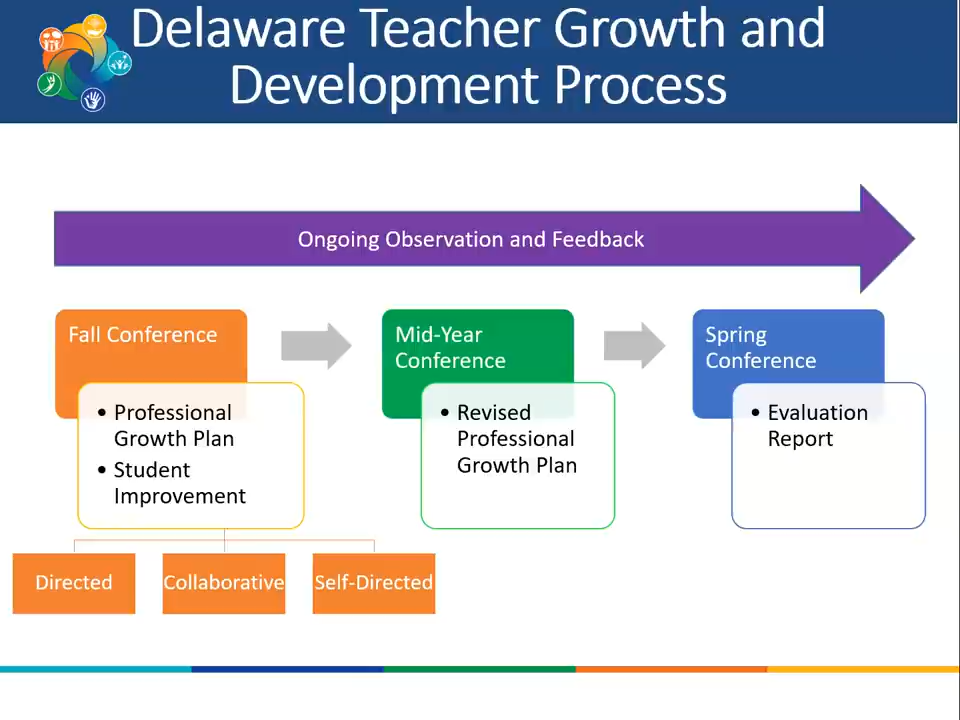 Delaware Teacher Growth and
Development Process
Ongoing Observation and Feedback
Fall Conference
• Professional
Growth Plan
• Student
Improvement
Mid-Year
Conference
• Revised
Professional
Growth Plan
Spring
Conference
• Evaluation
Report
Directed
Collaborative
Self-Directed